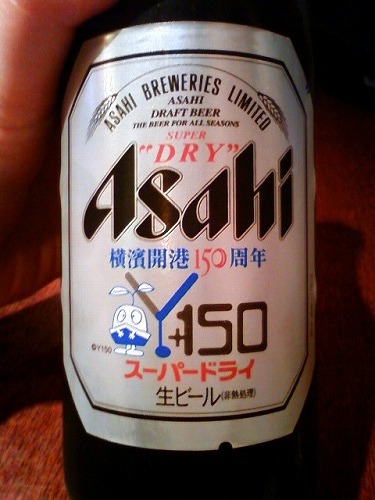 ASAHI BREWERIES LIMITED
ASAHI
DRAFT BEER
THE BEER FOR ALL SEASONS
SUPER
"DRY"
Asahi
横濱開港150周年
Y+150
©Y150
スーパードライ
生ビール(非熱処理)